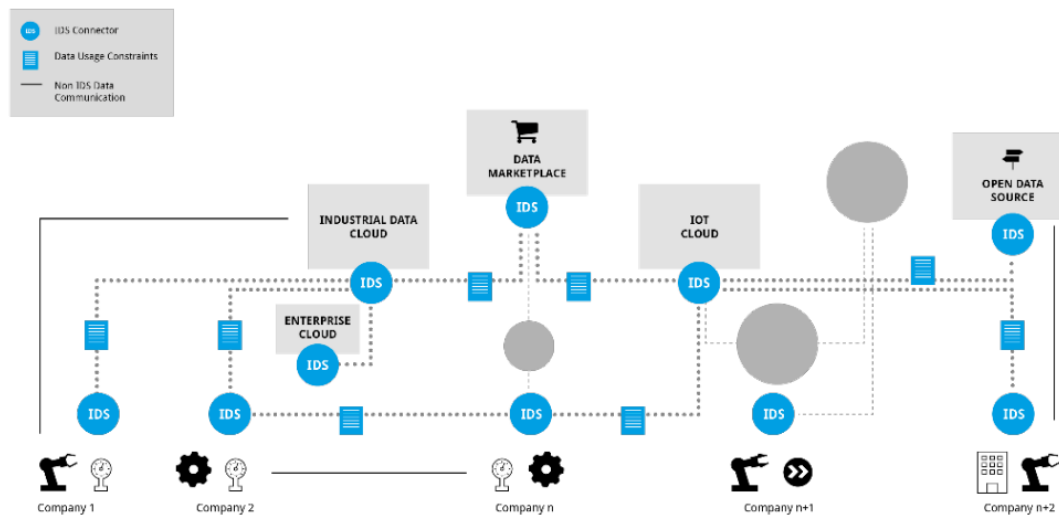 IDS
IDS Connector
Data Usage Constraints
Non IDS Data
Communication
DATA
MARKETPLACE
IDS
OPEN DATA
SOURCE
IDS
INDUSTRIAL DATA
CLOUD
IDS
IOT
CLOUD
IDS
ENTERPRISE
CLOUD
IDS
IDS
IDS
IDS
IDS
IDS
Company 1
Company 2
Company n
Company n+1
Company n+2